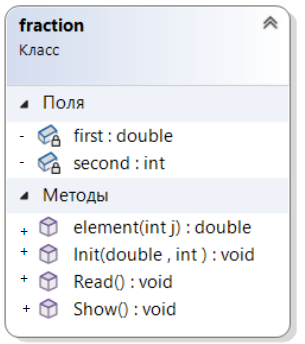 fraction
Класс
Поля
- first : double
- second : int
Методы
+ element(int j) : double
+ Init(double , int ) : void
+ Read() : void
+ Show() : void